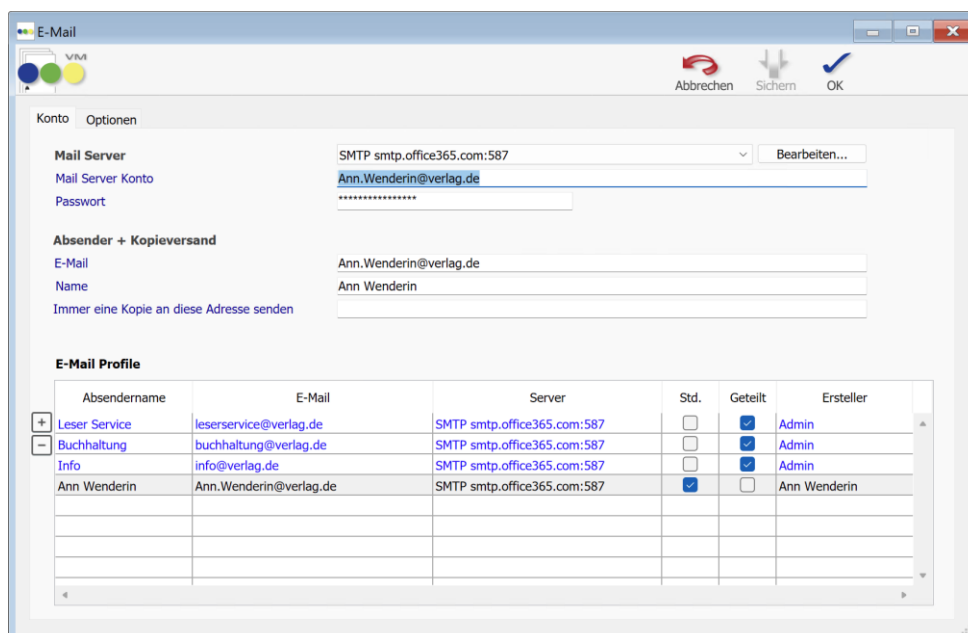 E-Mail
VM
Abbrechen Sichern OK
Konto Optionen
Mail Server SMTP smtp.office365.com:587 Bearbeiten...
Mail Server Konto Ann.Wenderin@verlag.de
Passwort ****************
Absender + Kopieversand
E-Mail Ann.Wenderin@verlag.de
Name Ann Wenderin
Immer eine Kopie an diese Adresse senden
E-Mail Profile
Absendername E-Mail Server Std. Geteilt Ersteller
Leser Service leserservice@verlag.de SMTP smtp.office365.com:587 Admin
Buchhaltung buchhaltung@verlag.de SMTP smtp.office365.com:587 Admin
Info info@verlag.de SMTP smtp.office365.com:587 Admin
Ann Wenderin Ann.Wenderin@verlag.de SMTP smtp.office365.com:587 Ann Wenderin